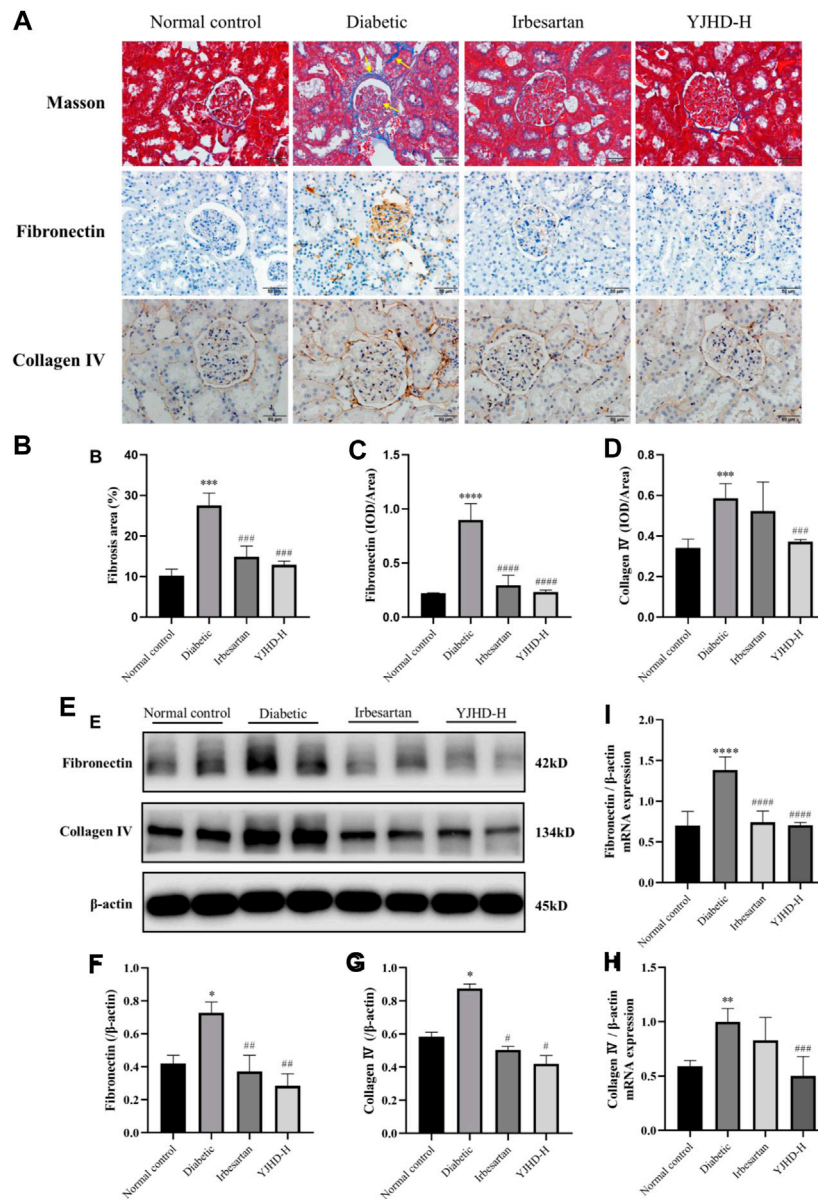 A
Normal control Diabetic Irbesartan YJHD-H
Masson
Fibronectin
Collagen IV
B
B
Fibrosis area (%)
40
30
20
10
0
***
###
###
Normal control
Diabetic
Irbesartan
YJHD-H
C
Fibronectin (IOD/Area)
1.5
1.0
0.5
0.0
****
####
####
Normal control
Diabetic
Irbesartan
YJHD-H
D
Collagen Ⅳ (IOD/Area)
0.8
0.6
0.4
0.2
0.0
***
###
Normal control
Diabetic
Irbesartan
YJHD-H
E
E
Normal control Diabetic Irbesartan YJHD-H
Fibronectin 42kD
Collagen IV 134kD
β-actin 45kD
I
Fibronectin / β-actin
mRNA expression
2.0
1.5
1.0
0.5
0.0
****
####
####
Normal control
Diabetic
Irbesartan
YJHD-H
F
Fibronectin (/β-actin)
1.0
0.8
0.6
0.4
0.2
0.0
*
##
##
Normal control
Diabetic
Irbesartan
YJHD-H
G
Collagen Ⅳ (/β-actin)
1.0
0.8
0.6
0.4
0.2
0.0
*
#
#
Normal control
Diabetic
Irbesartan
YJHD-H
H
Collagen Ⅳ / β-actin
mRNA expression
1.5
1.0
0.5
0.0
**
###
Normal control
Diabetic
Irbesartan
YJHD-H